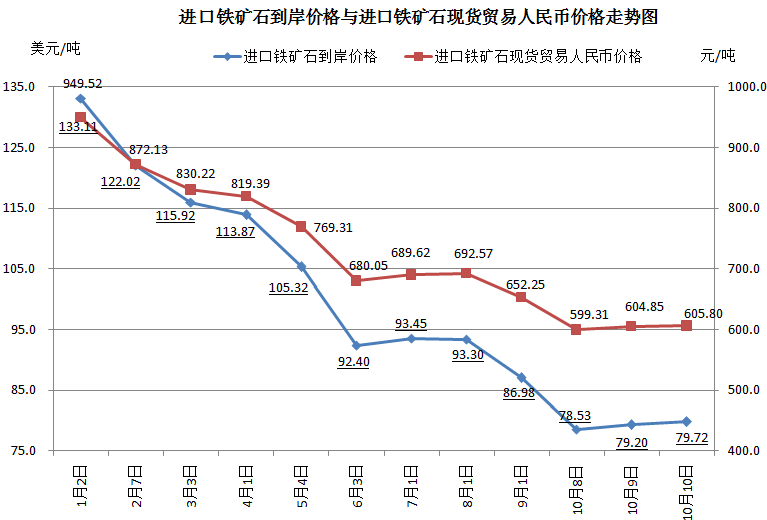 进口铁矿石到岸价格与进口铁矿石现货贸易人民币价格走势图
美元/吨
进口铁矿石到岸价格
进口铁矿石现货贸易人民币价格
元/吨
135.0
125.0
115.0
105.0
95.0
85.0
75.0
1000.0
900.0
800.0
700.0
600.0
500.0
400.0
949.52
872.13
830.22
819.39
769.31
680.05
689.62
692.57
652.25
599.31
604.85
605.80
133.11
122.02
115.92
113.87
105.32
92.40
93.45
93.30
86.98
78.53
79.20
79.72
1月2日
2月7日
3月3日
4月1日
5月4日
6月3日
7月1日
8月1日
9月1日
10月8日
10月9日
10月10日